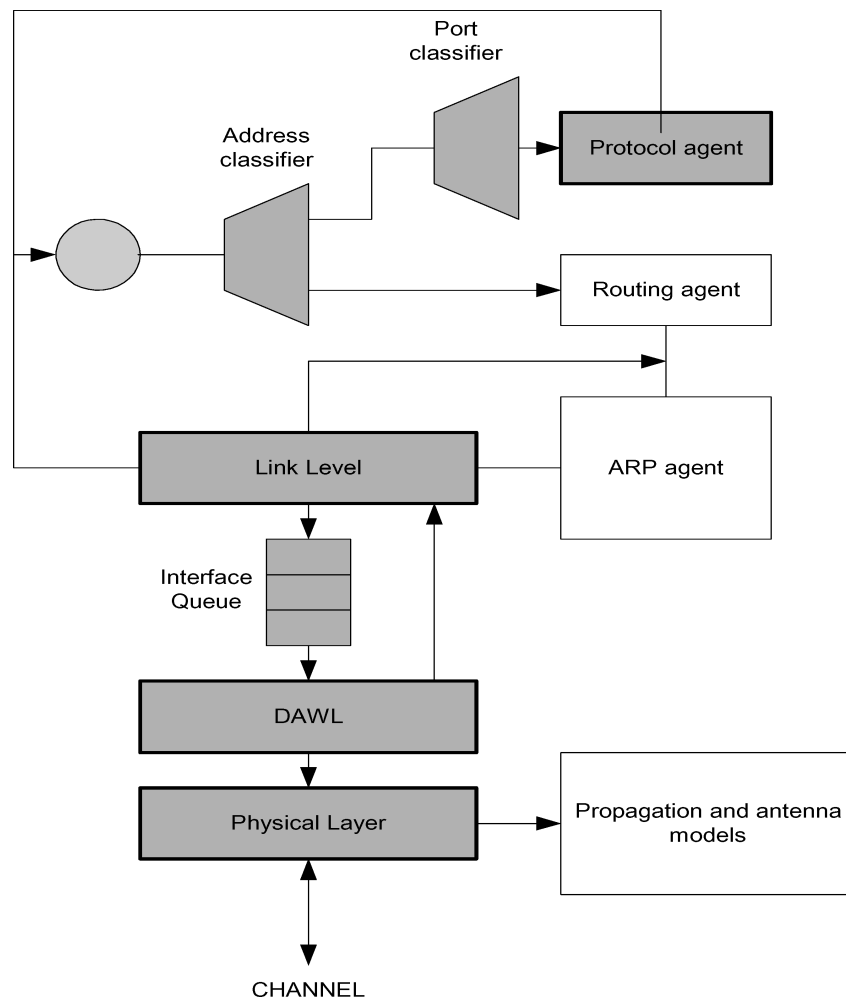 Port
classifier
Address
classifier
Protocol agent
Routing agent
Link Level
ARP agent
Interface
Queue
DAWL
Physical Layer
Propagation and antenna
models
CHANNEL